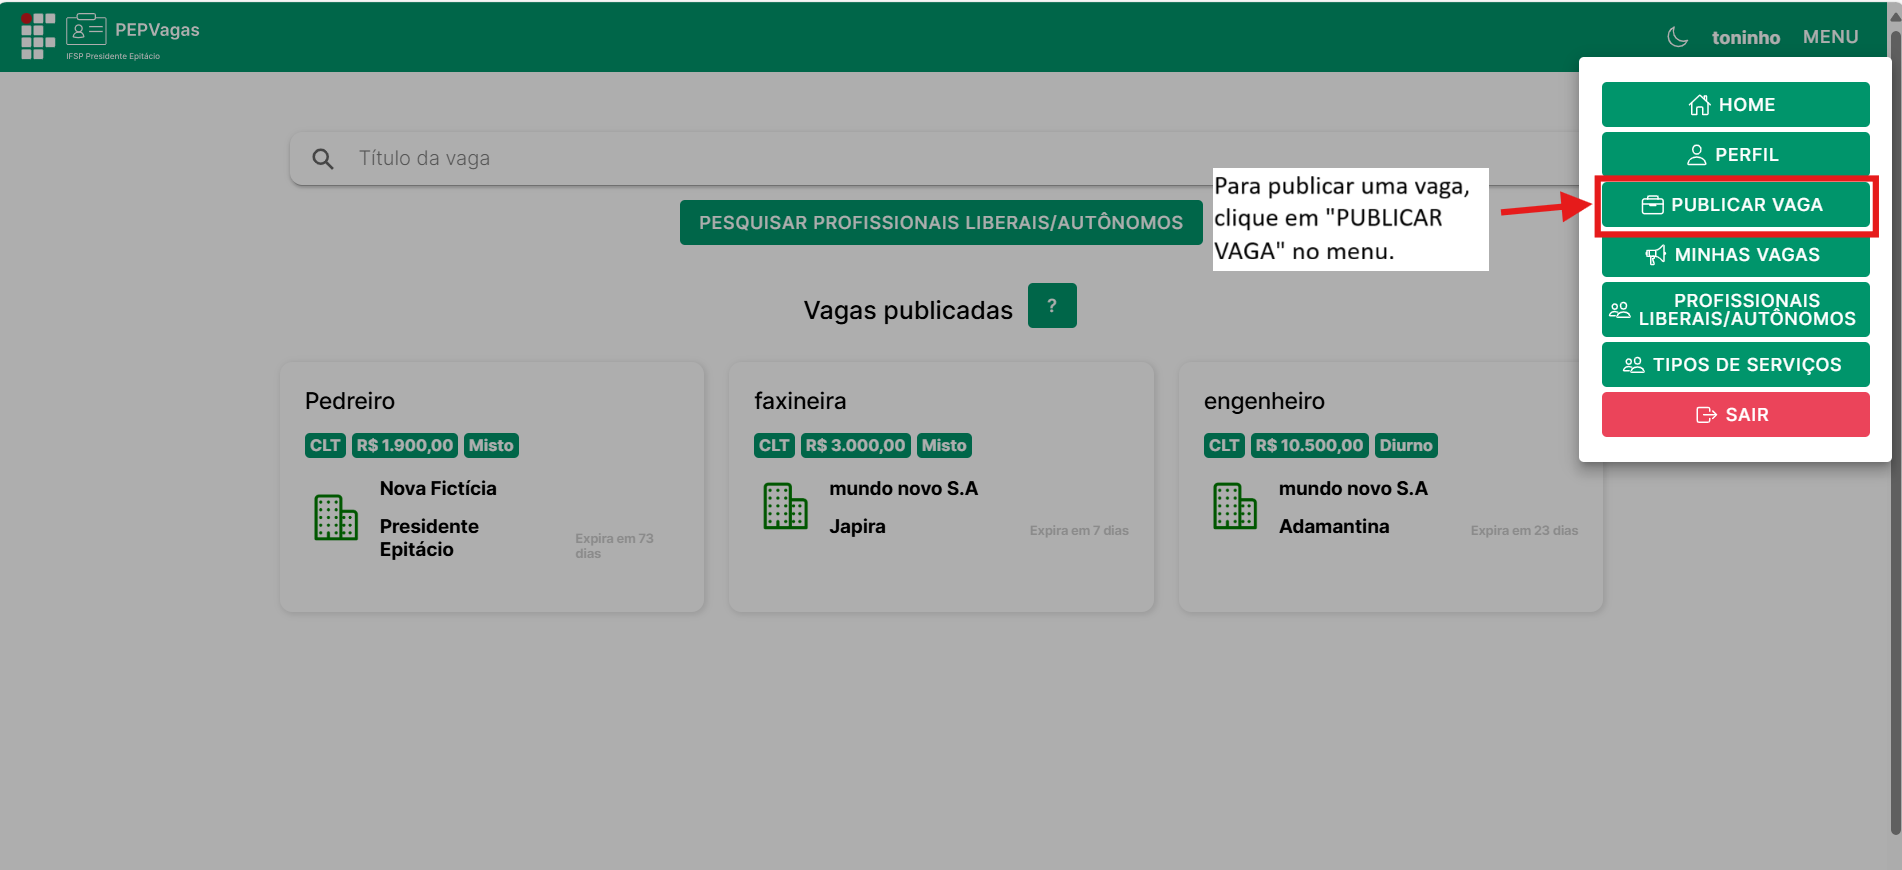 PEPVagas
IFSP Presidente Epitácio
toninho
MENU
HOME
PERFIL
PUBLICAR VAGA
MINHAS VAGAS
PROFISSIONAIS
LIBERAIS/AUTÔNOMOS
TIPOS DE SERVIÇOS
SAIR
Título da vaga
Para publicar uma vaga,
clique em "PUBLICAR
VAGA" no menu.
PESQUISAR PROFISSIONAIS LIBERAIS/AUTÔNOMOS
Vagas publicadas
?
Pedreiro
CLT R$ 1.900,00 Misto
Nova Fictícia
Presidente
Epitácio
Expira em 73
dias
faxineira
CLT R$ 3.000,00 Misto
mundo novo S.A
Japira
Expira em 7 dias
engenheiro
CLT R$ 10.500,00 Diurno
mundo novo S.A
Adamantina
Expira em 23 dias